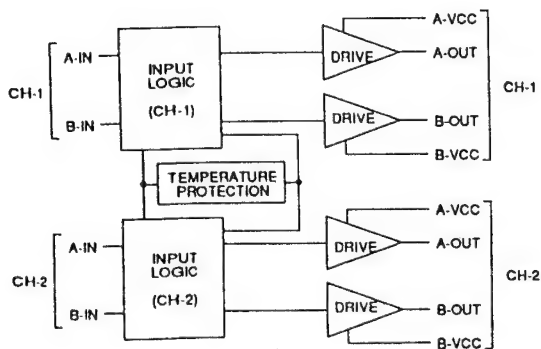 A-VCC
A-IN
INPUT
LOGIC
(CH-1)
DRIVE
A-OUT
CH-1
CH-1
B-IN
DRIVE
B-OUT
B-VCC
TEMPERATURE
PROTECTION
A-VCC
A-IN
INPUT
LOGIC
(CH-2)
DRIVE
A-OUT
CH-2
CH-2
B-IN
DRIVE
B-OUT
B-VCC